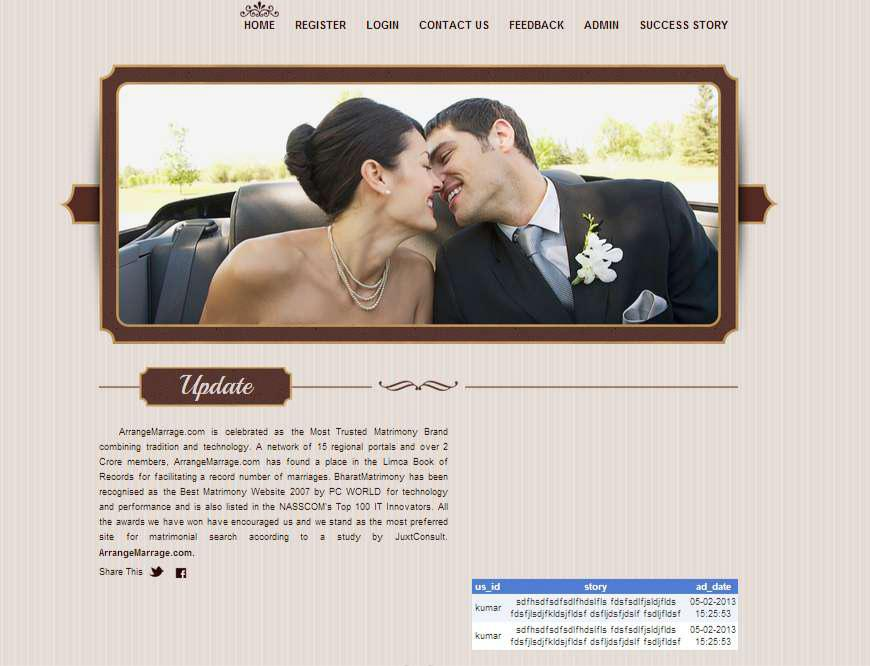 HOME REGISTER LOGIN CONTACT US FEEDBACK ADMIN SUCCESS STORY
Update
ArrangeMarrage.com is celebrated as the Most Trusted Matrimony Brand
combining tradition and technology. A network of 15 regional portals and over 2
Crore members, ArrangeMarrage.com has found a place in the Limca Book of
Records for facilitating a record number of marriages. BharatMatrimony has been
recognised as the Best Matrimony Website 2007 by PC WORLD for technology
and performance and is also listed in the NASSCOM's Top 100 IT Innovators. All
the awards we have won have encouraged us and we stand as the most preferred
site for matrimonial search according to a study by JuxtConsult.
ArrangeMarrage.com.
Share This
us_id story ad_date
kumar sdfhsdfsdfsdlfhdslfls fdsfsdlfjsldjflds 05-02-2013
fdsfjlsdjfkldsjfldsf dsfljdsfjdslf fsdljfldsf 15:25:53
kumar sdfhsdfsdfsdlfhdslfls fdsfsdlfjsldjflds 05-02-2013
fdsfjlsdjfkldsjfldsf dsfljdsfjdslf fsdljfldsf 15:25:53